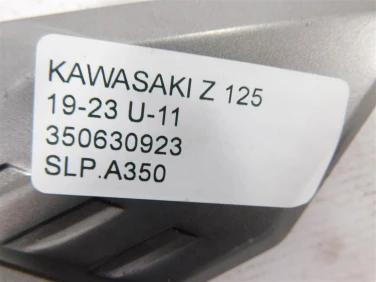 KAWASAKI Z 125
19-23 U-11
350630923
SLP.A350